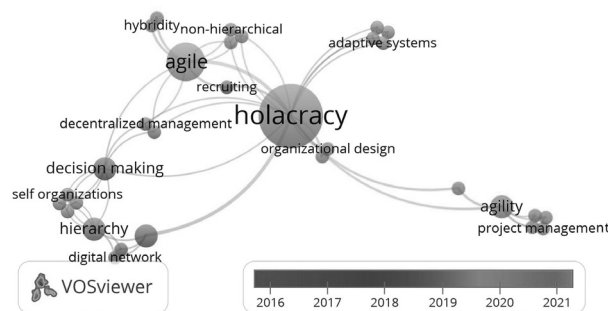 hybridity
non-hierarchical
adaptive systems
agile
recruiting
holacracy
decentralized management
organizational design
decision making
self organizations
agility
hierarchy
project management
digital network
VOSviewer
2016 2017 2018 2019 2020 2021